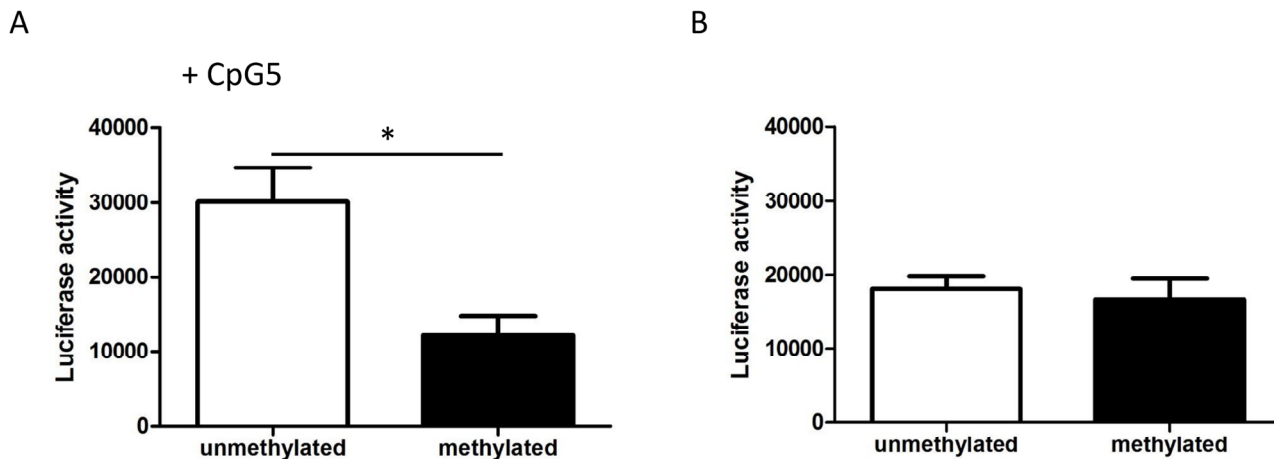 A
+ CpG5
*
40000
30000
20000
10000
0
Luciferase activity
unmethylated methylated
B
40000
30000
20000
10000
0
Luciferase activity
unmethylated methylated